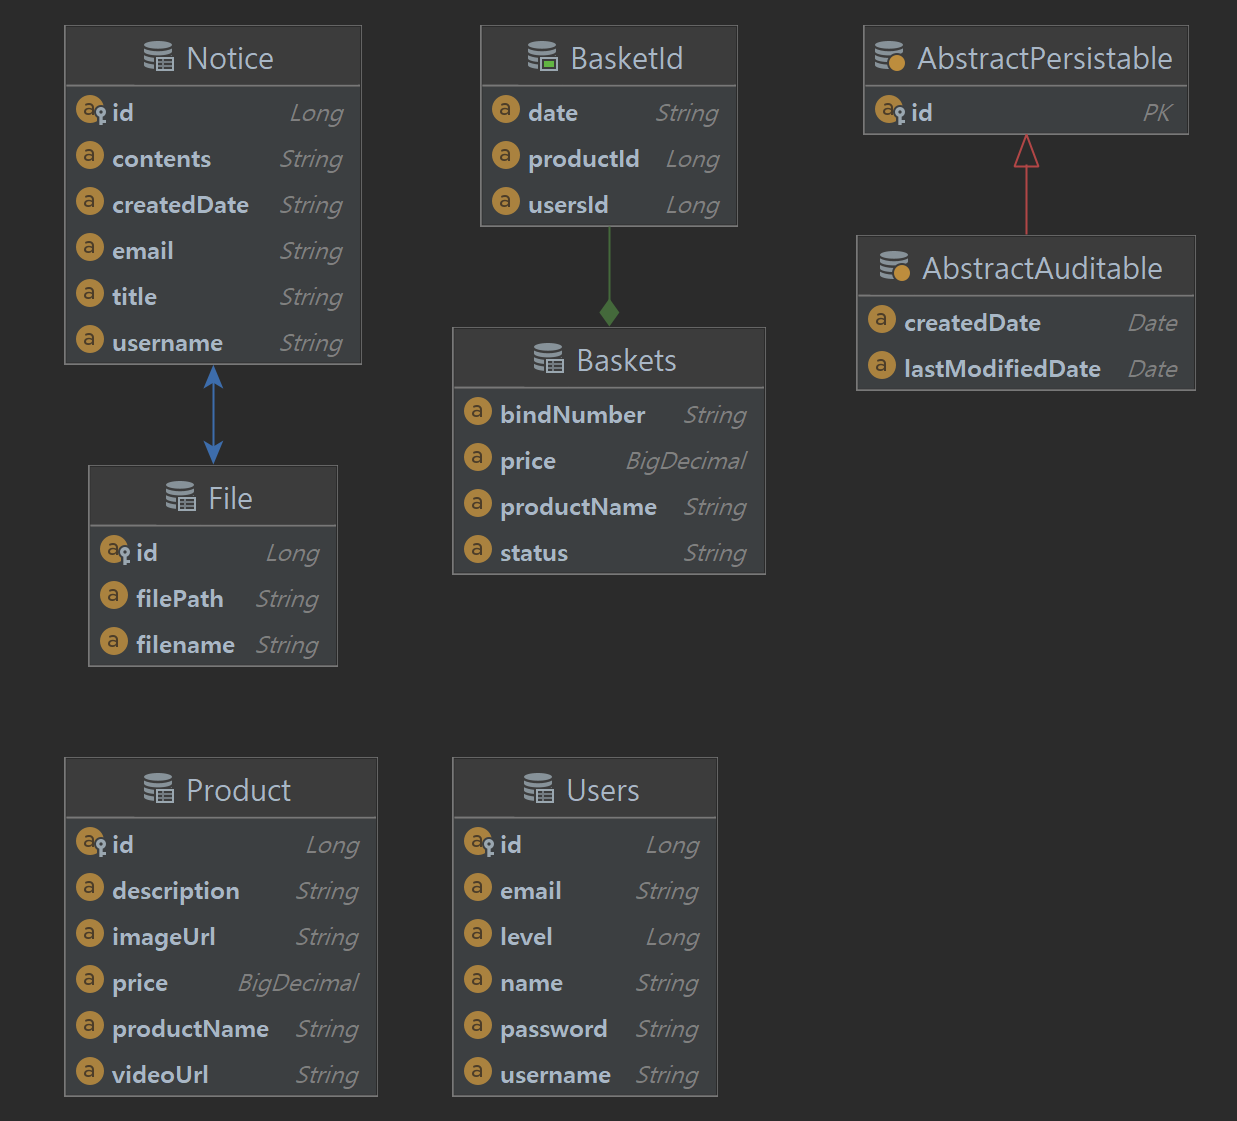 Notice
id Long
contents String
createdDate String
email String
title String
username String
BasketId
date String
productId Long
usersId Long
AbstractPersistable
id PK
AbstractAuditable
createdDate Date
lastModifiedDate Date
Baskets
bindNumber String
price BigDecimal
productName String
status String
File
id Long
filePath String
filename String
Product
id Long
description String
imageUrl String
price BigDecimal
productName String
videoUrl String
Users
id Long
email String
level Long
name String
password String
username String